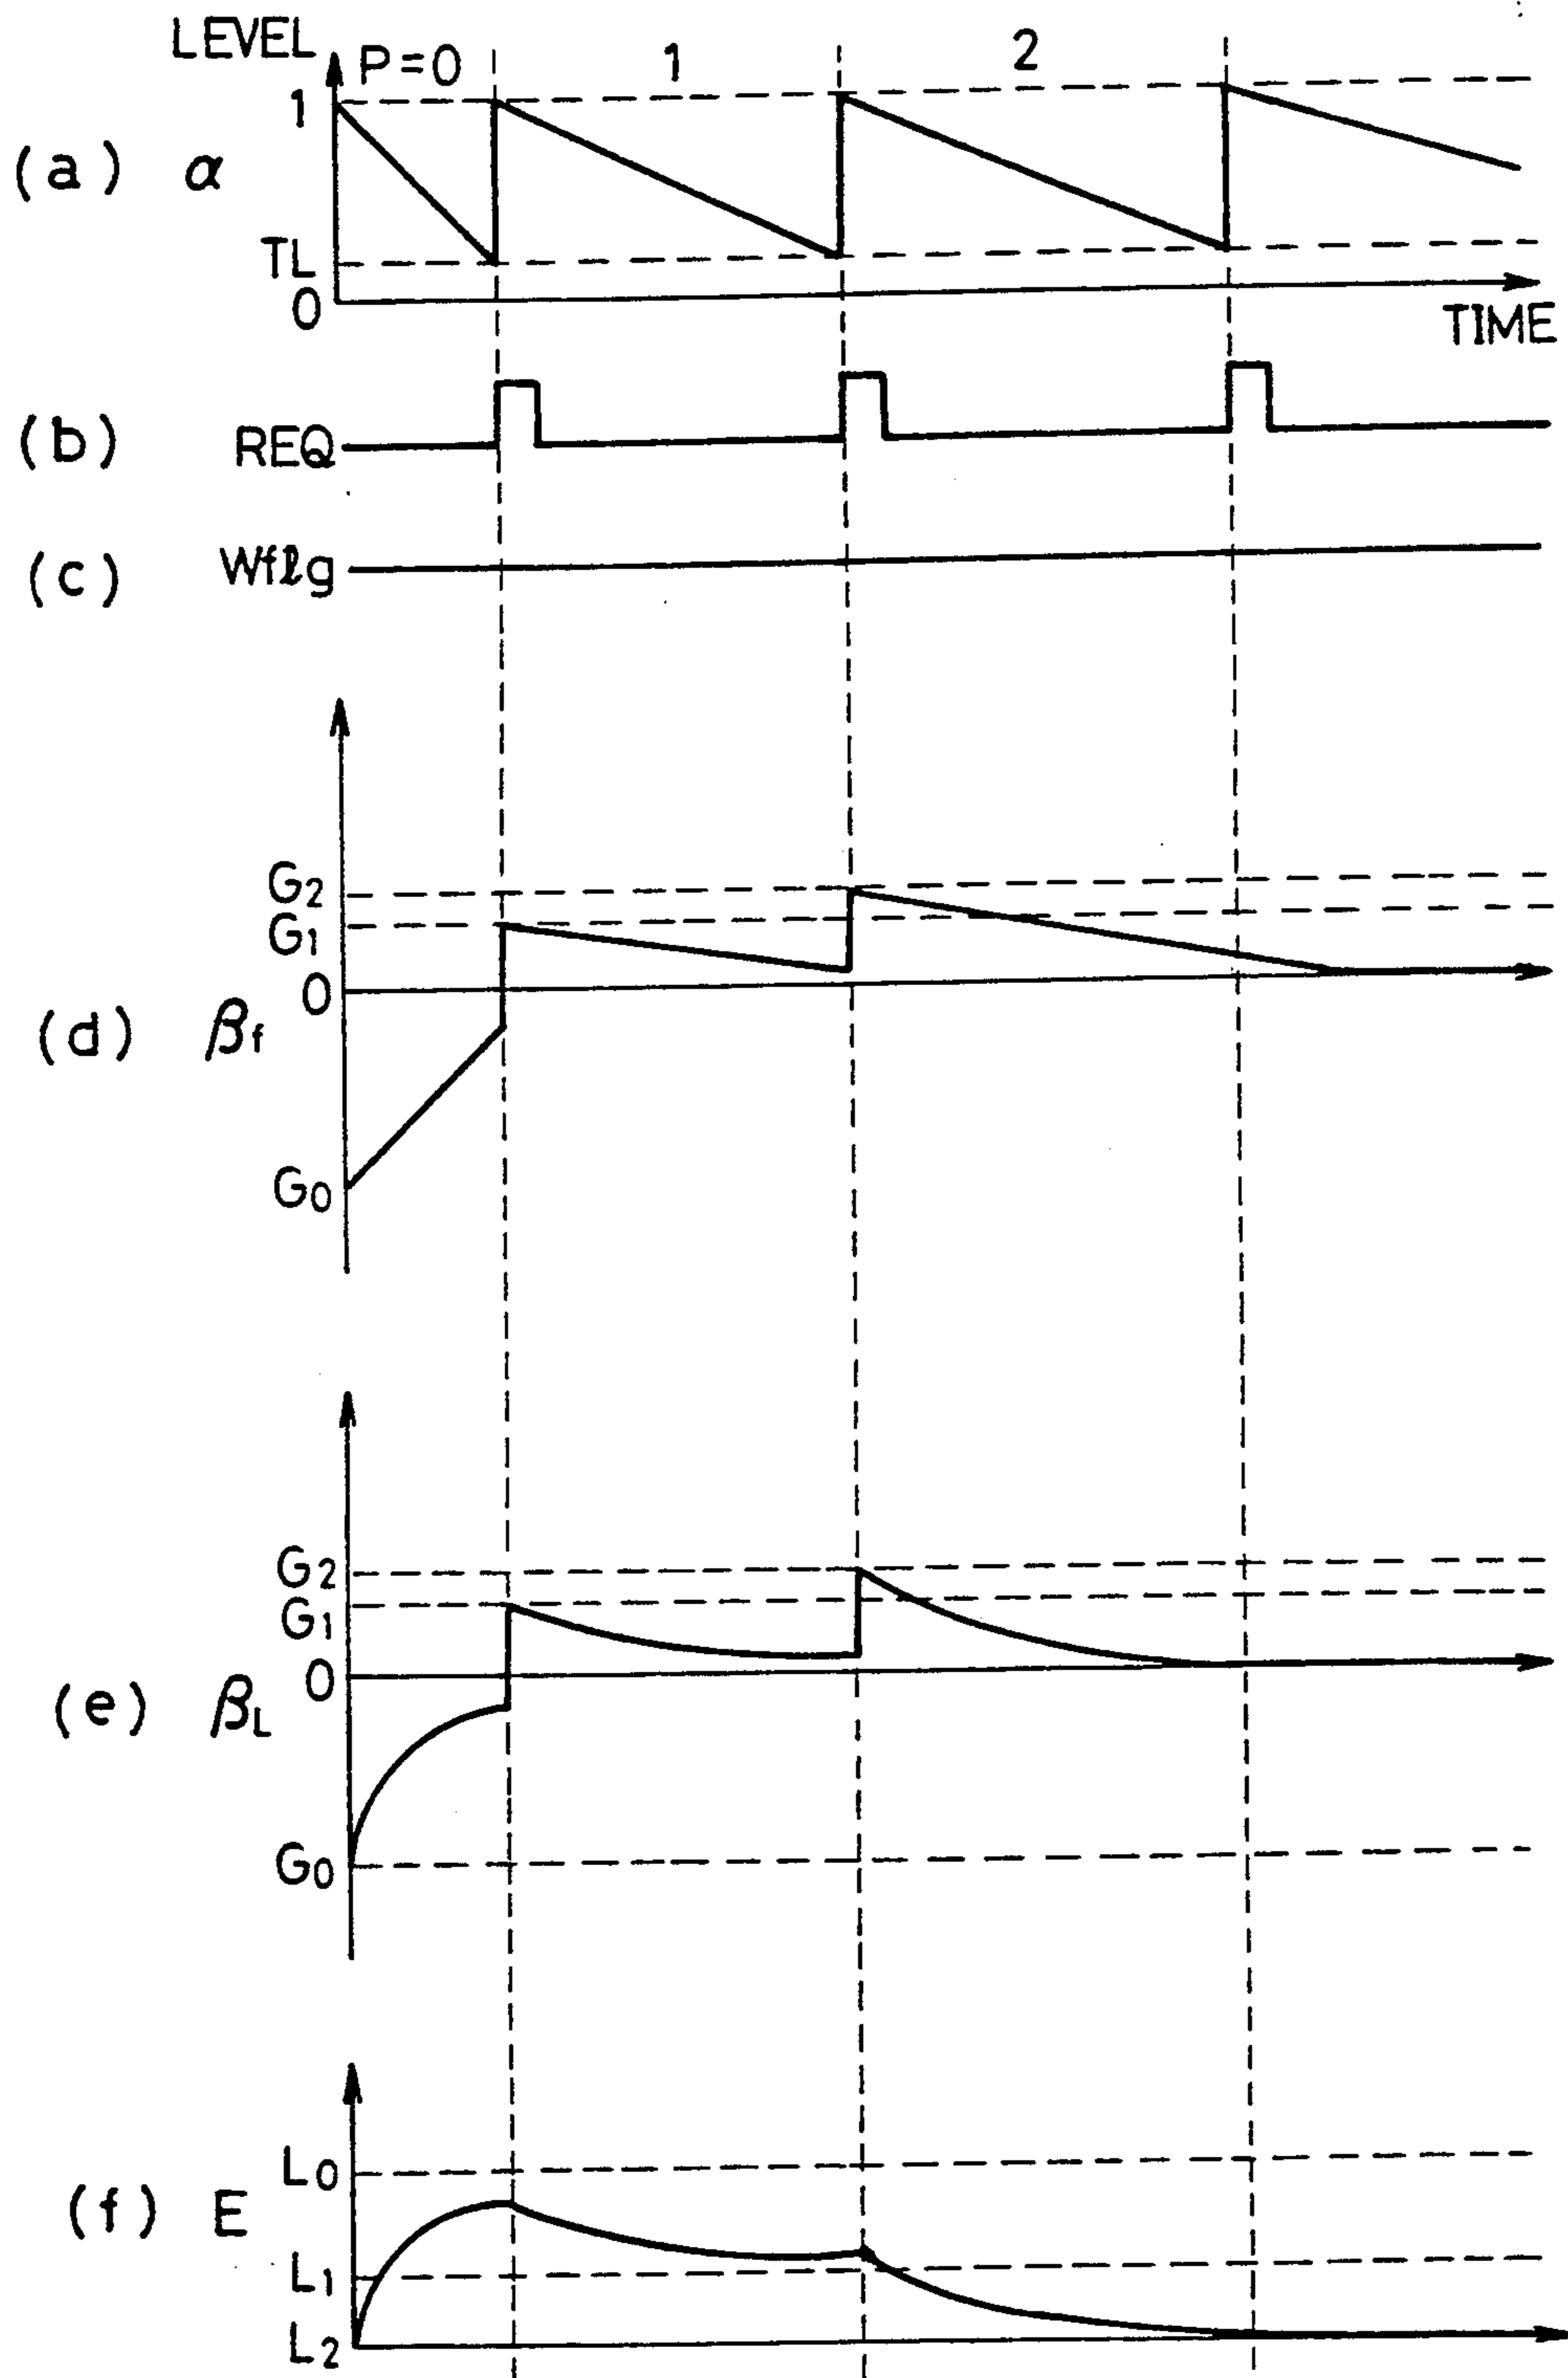 LEVEL
P=0 1 2
1
(a) α
TL
0
TIME
(b) REQ
(c) Wflg
G2
G1
0
(d) βf
G0
G2
G1
0
(e) βL
G0
L0
(f) E
L1
L2